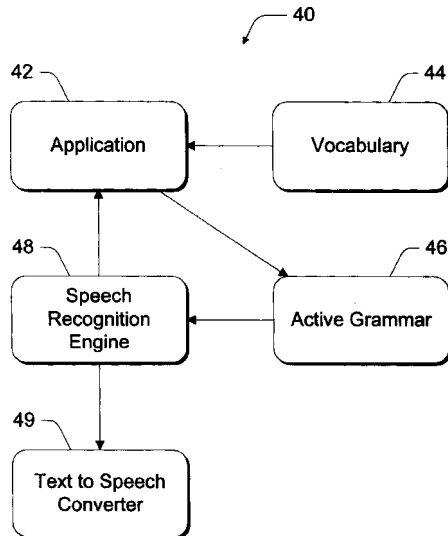 40
42
44
Application
Vocabulary
48
46
Speech
Recognition
Engine
Active Grammar
49
Text to Speech
Converter